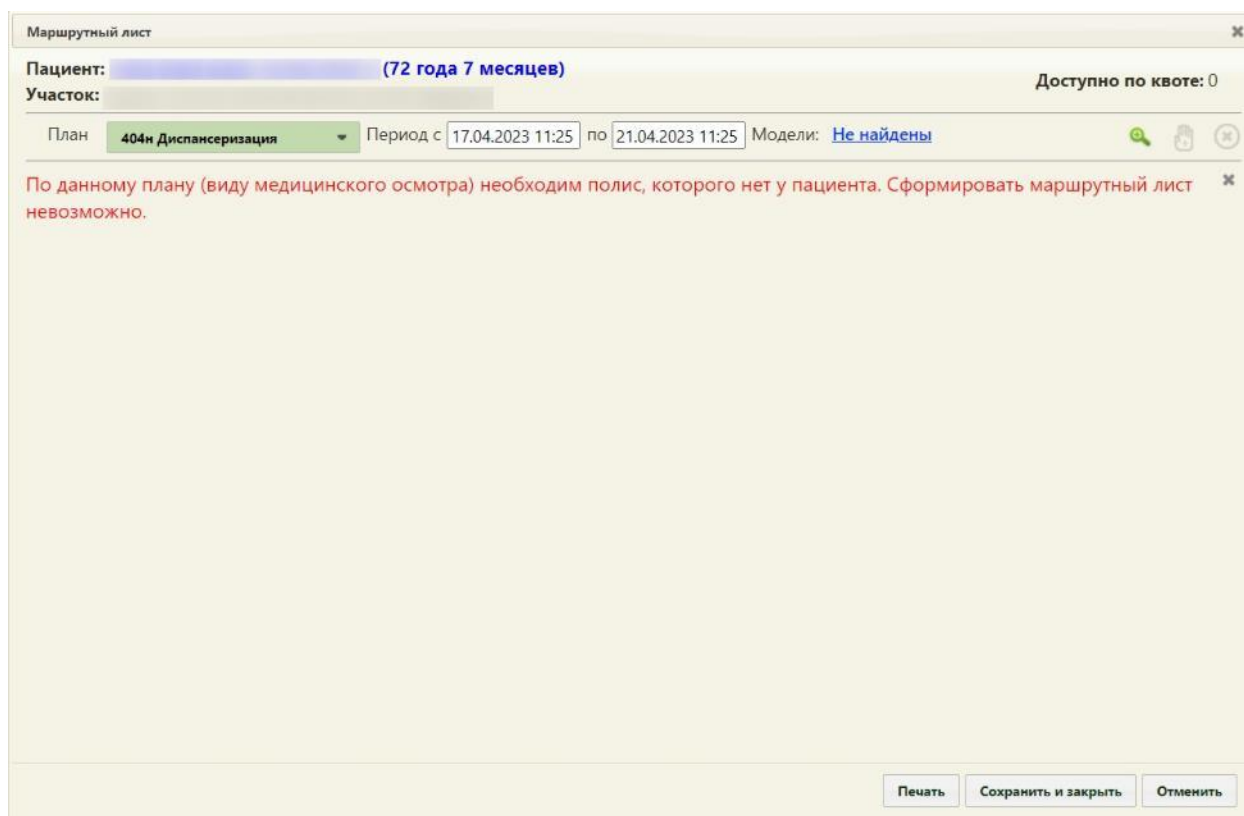 Маршрутный лист
Пациент: (72 года 7 месяцев)
Доступно по квоте: 0
Участок:
План 404н Диспансеризация Период с 17.04.2023 11:25 по 21.04.2023 11:25 Модели: Не найдены
По данному плану (виду медицинского осмотра) необходим полис, которого нет у пациента. Сформировать маршрутный лист
невозможно.
Печать Сохранить и закрыть Отменить